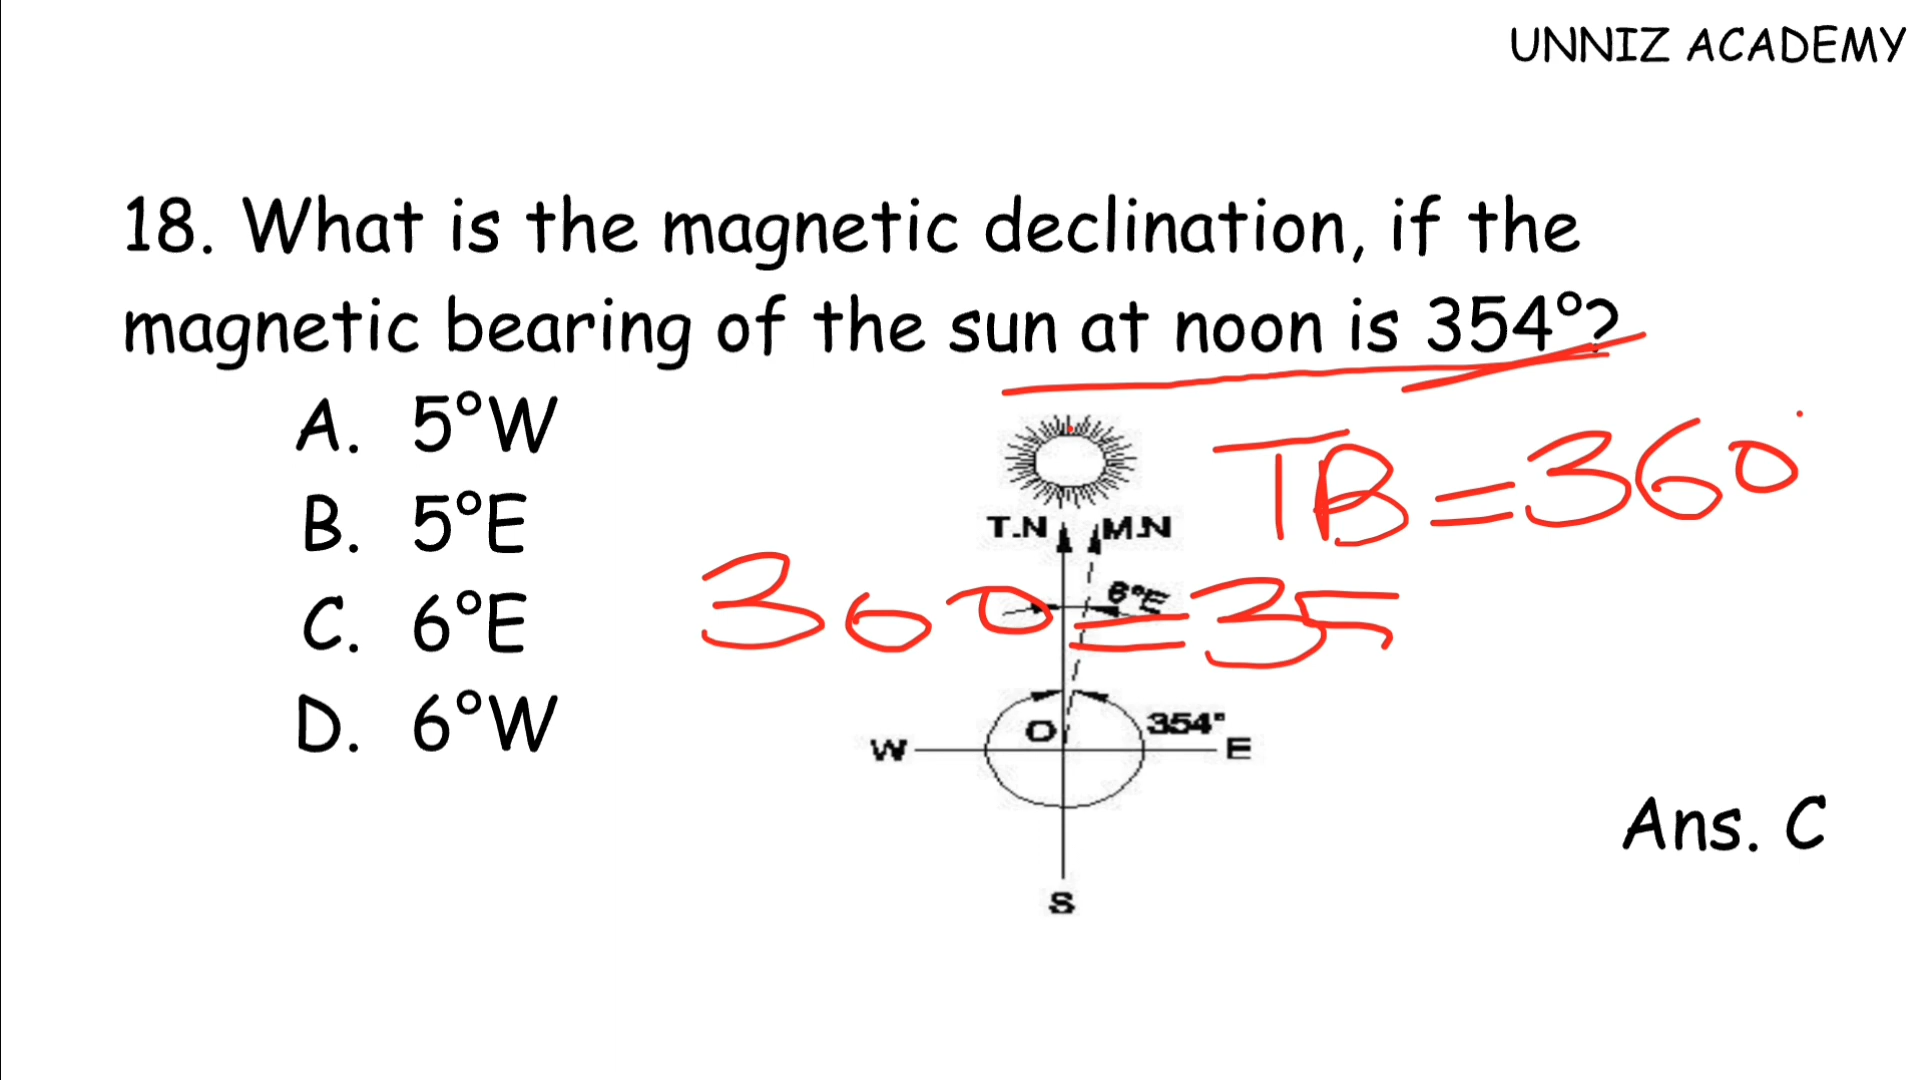 UNNIZ ACADEMY
18. What is the magnetic declination, if the
magnetic bearing of the sun at noon is 354°?
A. 5°W
B. 5°E
C. 6°E
D. 6°W
TB=360°
T.N M.N
6°E
360=35
O
354°
W E
S
Ans. C